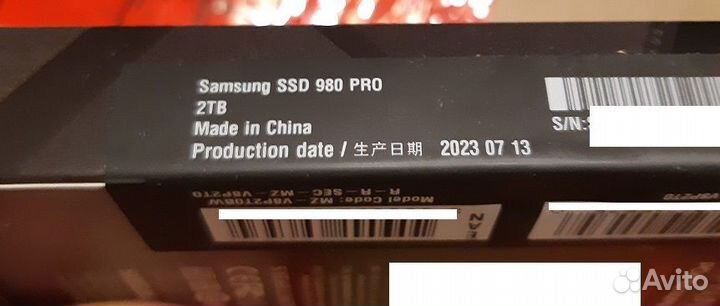 Samsung SSD 980 PRO
2TB
Made in China
Production date / 生产日期 2023 07 13
S/N:S
Model Code: MZ-V8P2T0BW
R-R-SEC-MZ-V8P2T0
V8P2T0
Avito